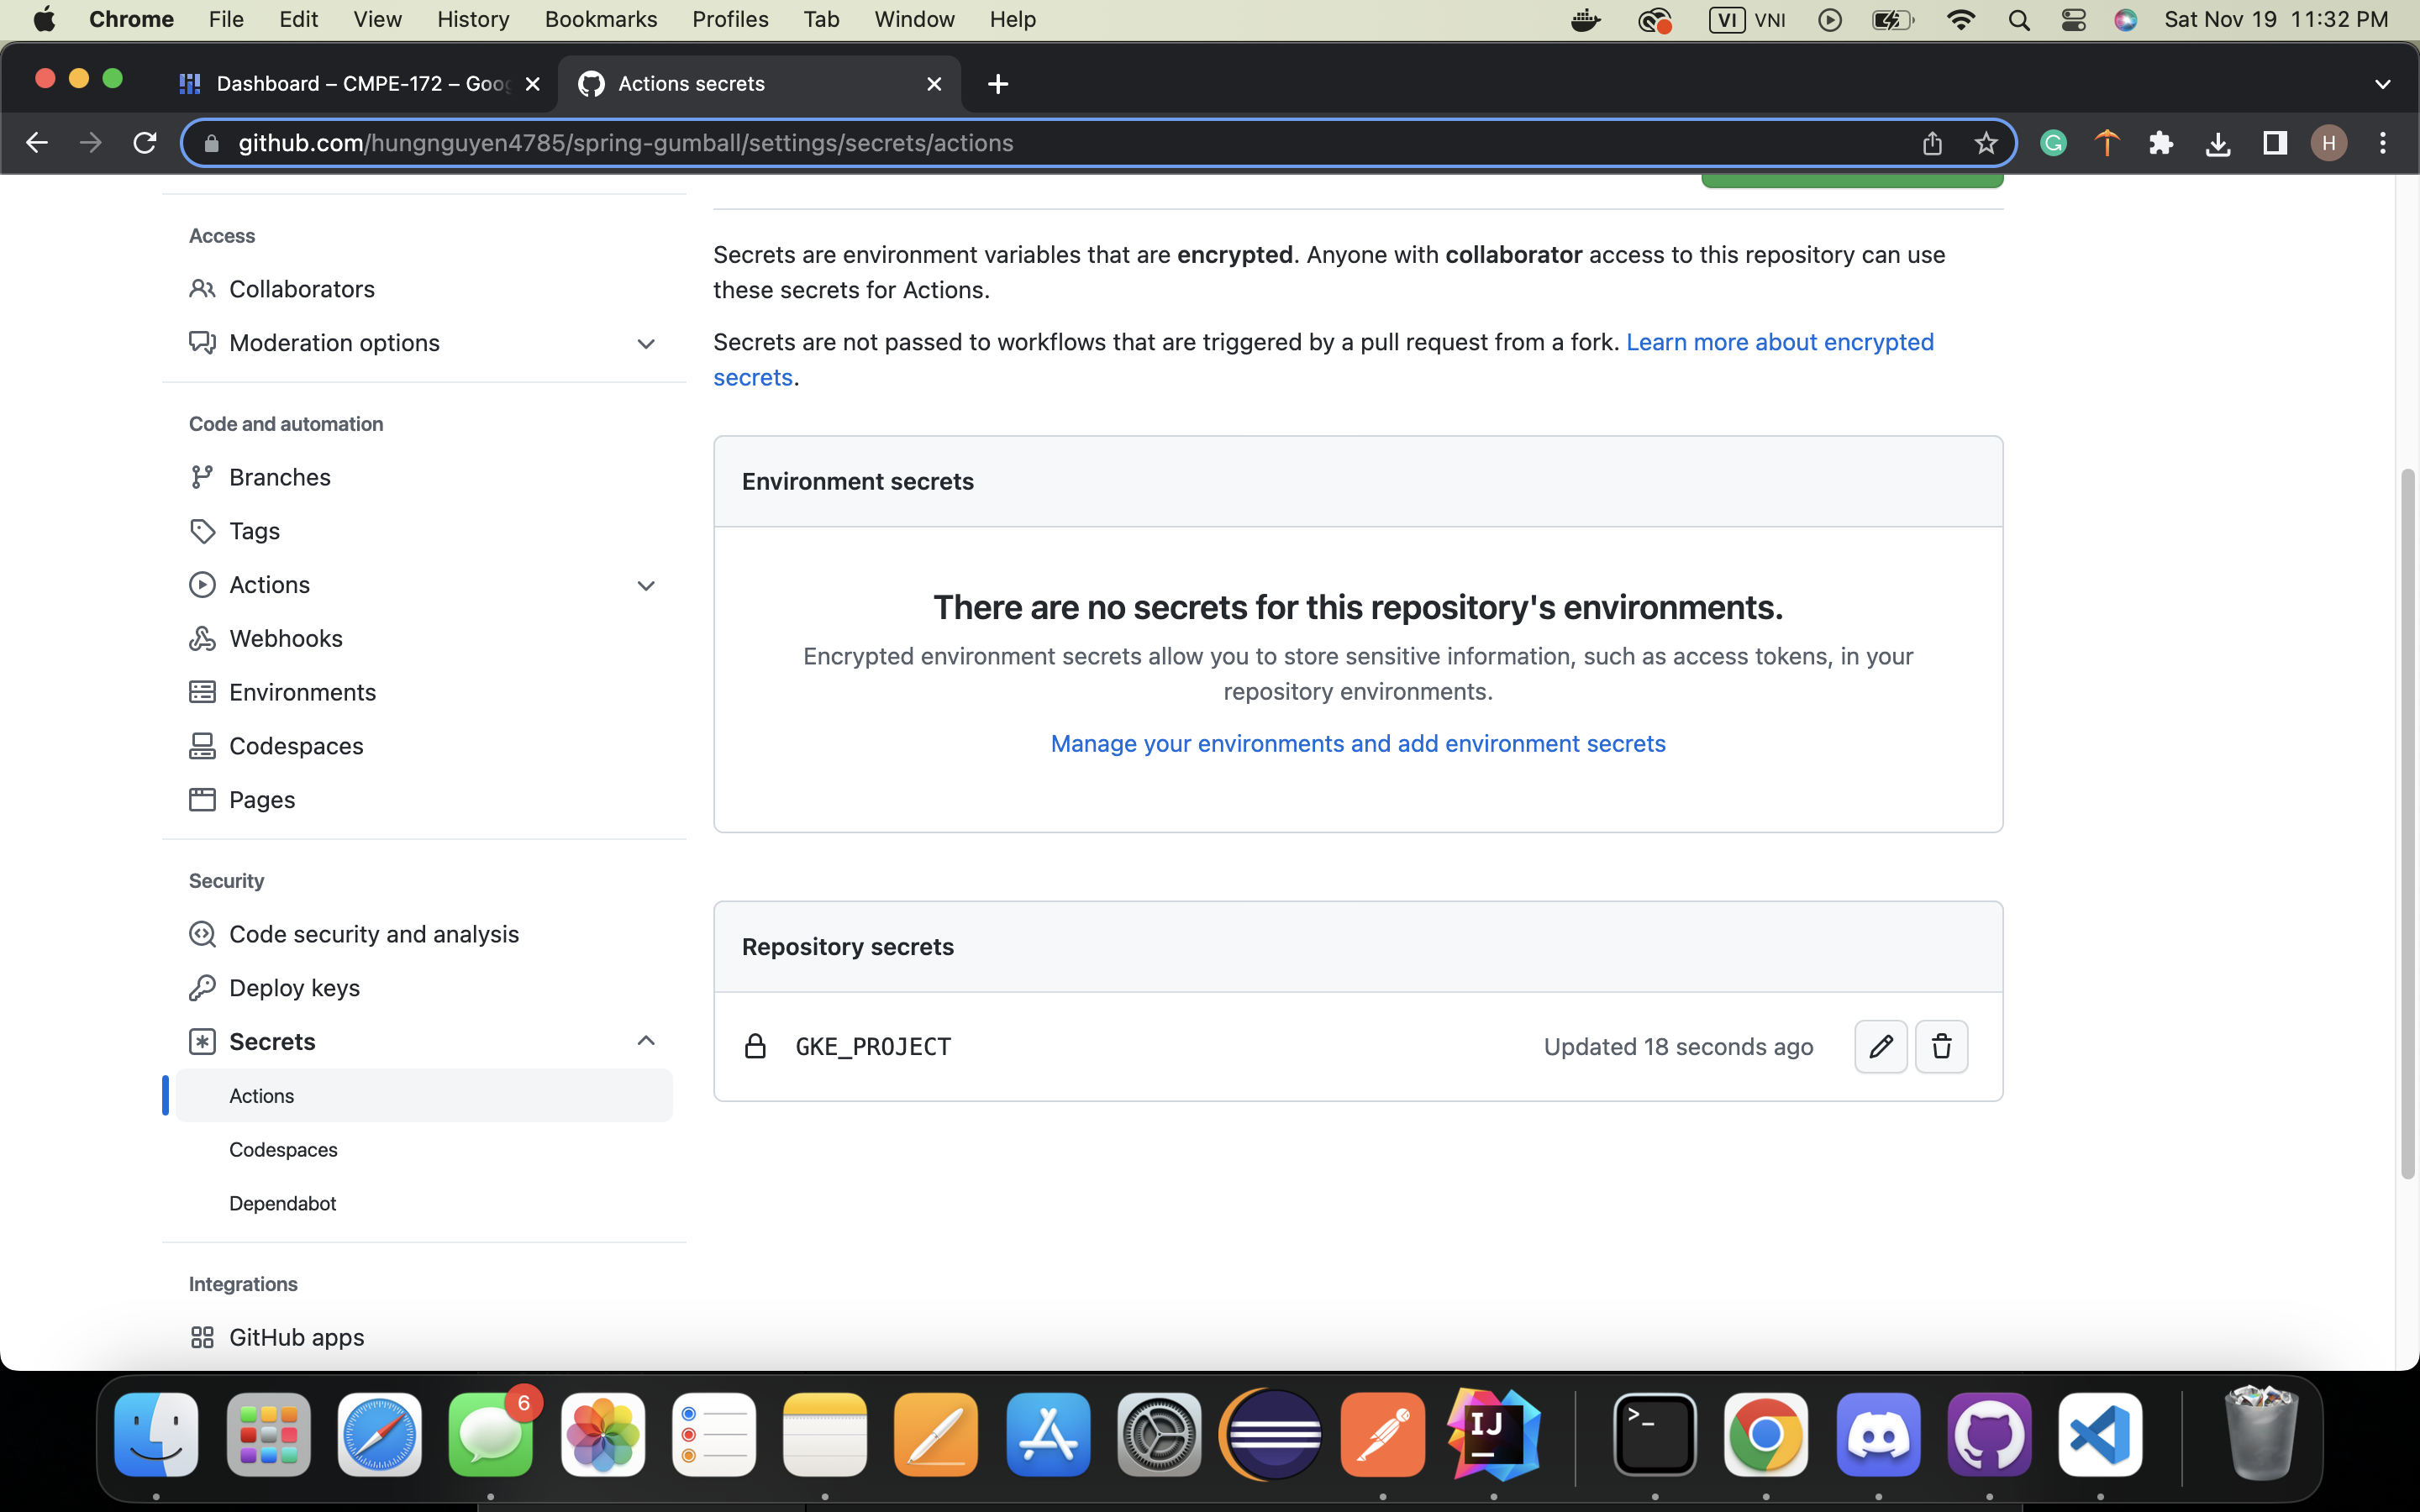 Chrome File Edit View History Bookmarks Profiles Tab Window Help VI VNI Sat Nov 19 11:32 PM
Dashboard – CMPE-172 – Goog Actions secrets
github.com/hungnguyen4785/spring-gumball/settings/secrets/actions G H
Access
Collaborators
Moderation options
Code and automation
Branches
Tags
Actions
Webhooks
Environments
Codespaces
Pages
Security
Code security and analysis
Deploy keys
Secrets
Actions
Codespaces
Dependabot
Integrations
GitHub apps
Secrets are environment variables that are encrypted. Anyone with collaborator access to this repository can use
these secrets for Actions.
Secrets are not passed to workflows that are triggered by a pull request from a fork. Learn more about encrypted
secrets.
Environment secrets
There are no secrets for this repository's environments.
Encrypted environment secrets allow you to store sensitive information, such as access tokens, in your
repository environments.
Manage your environments and add environment secrets
Repository secrets
GKE_PROJECT Updated 18 seconds ago
6
IJ
>_